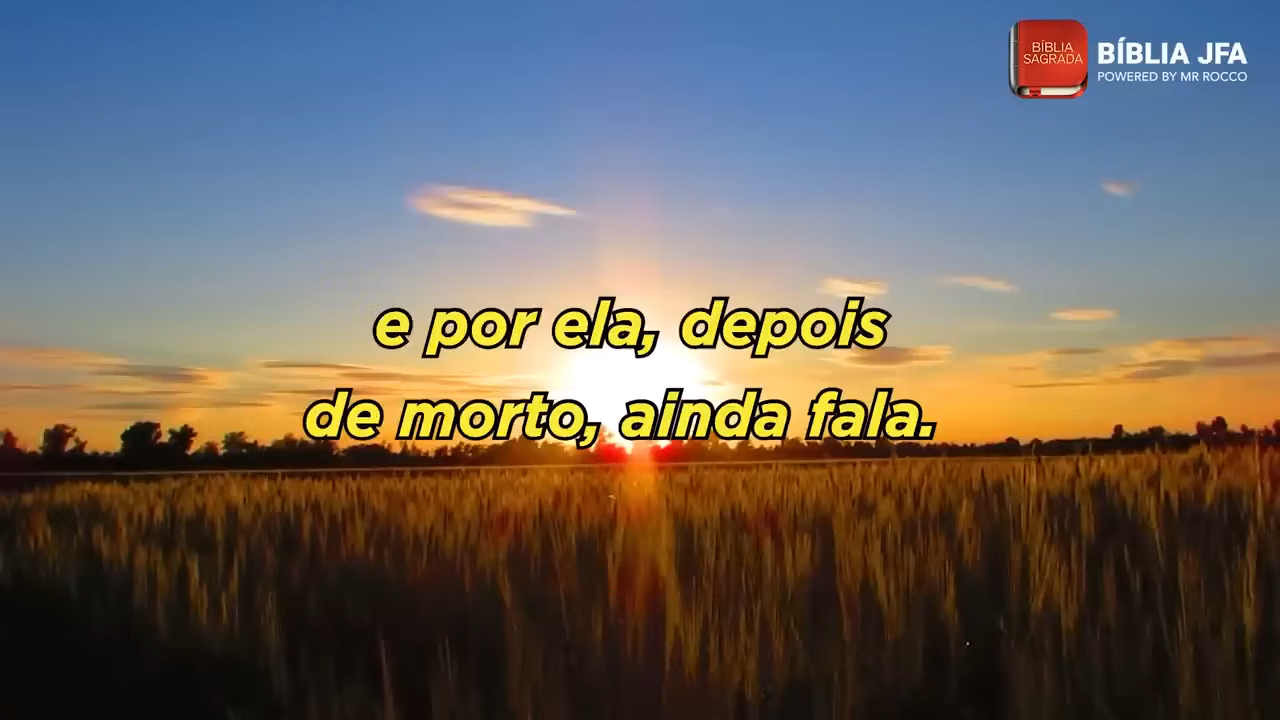 BÍBLIA
SAGRADA
BÍBLIA JFA
POWERED BY MR ROCCO
e por ela, depois
de morto, ainda fala.